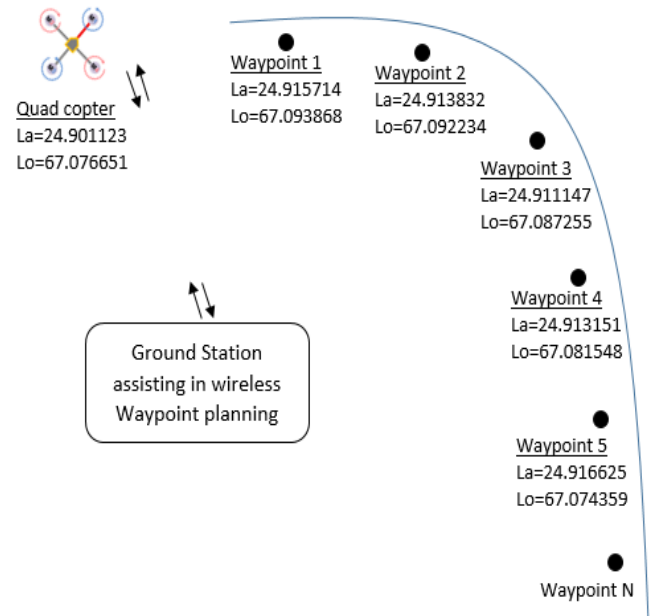 Quad copter
La=24.901123
Lo=67.076651
Waypoint 1
La=24.915714
Lo=67.093868
Waypoint 2
La=24.913832
Lo=67.092234
Waypoint 3
La=24.911147
Lo=67.087255
Waypoint 4
La=24.913151
Lo=67.081548
Waypoint 5
La=24.916625
Lo=67.074359
Waypoint N
Ground Station
assisting in wireless
Waypoint planning